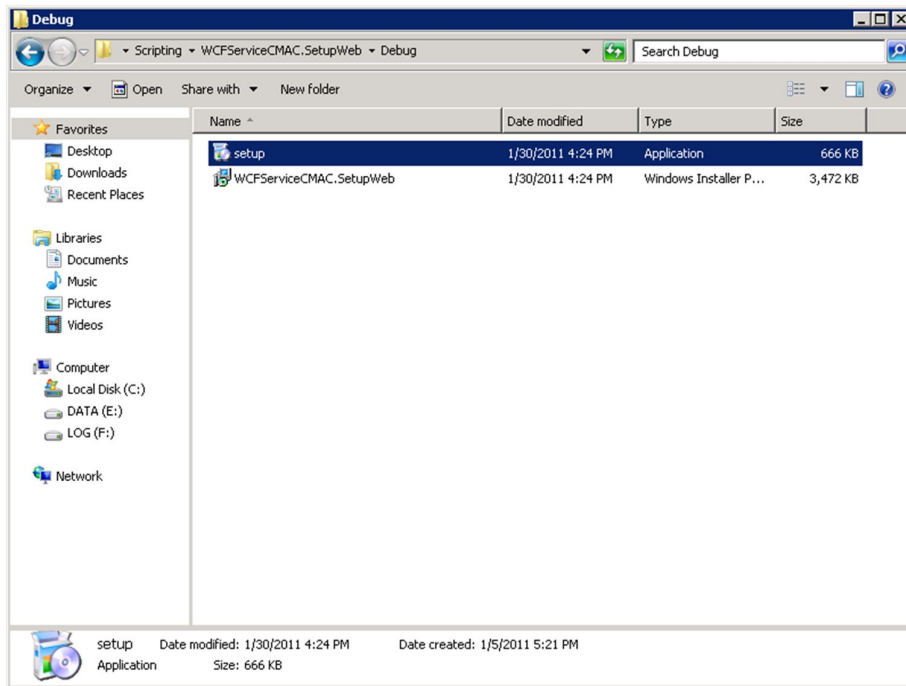 Debug
Scripting WCFServiceCMAC.SetupWeb Debug Search Debug
Organize Open Share with New folder
Name Date modified Type Size
setup 1/30/2011 4:24 PM Application 666 KB
WCFServiceCMAC.SetupWeb 1/30/2011 4:24 PM Windows Installer P... 3,472 KB
Favorites
Desktop
Downloads
Recent Places
Libraries
Documents
Music
Pictures
Videos
Computer
Local Disk (C:)
DATA (E:)
LOG (F:)
Network
setup Date modified: 1/30/2011 4:24 PM Date created: 1/5/2011 5:21 PM
Application Size: 666 KB